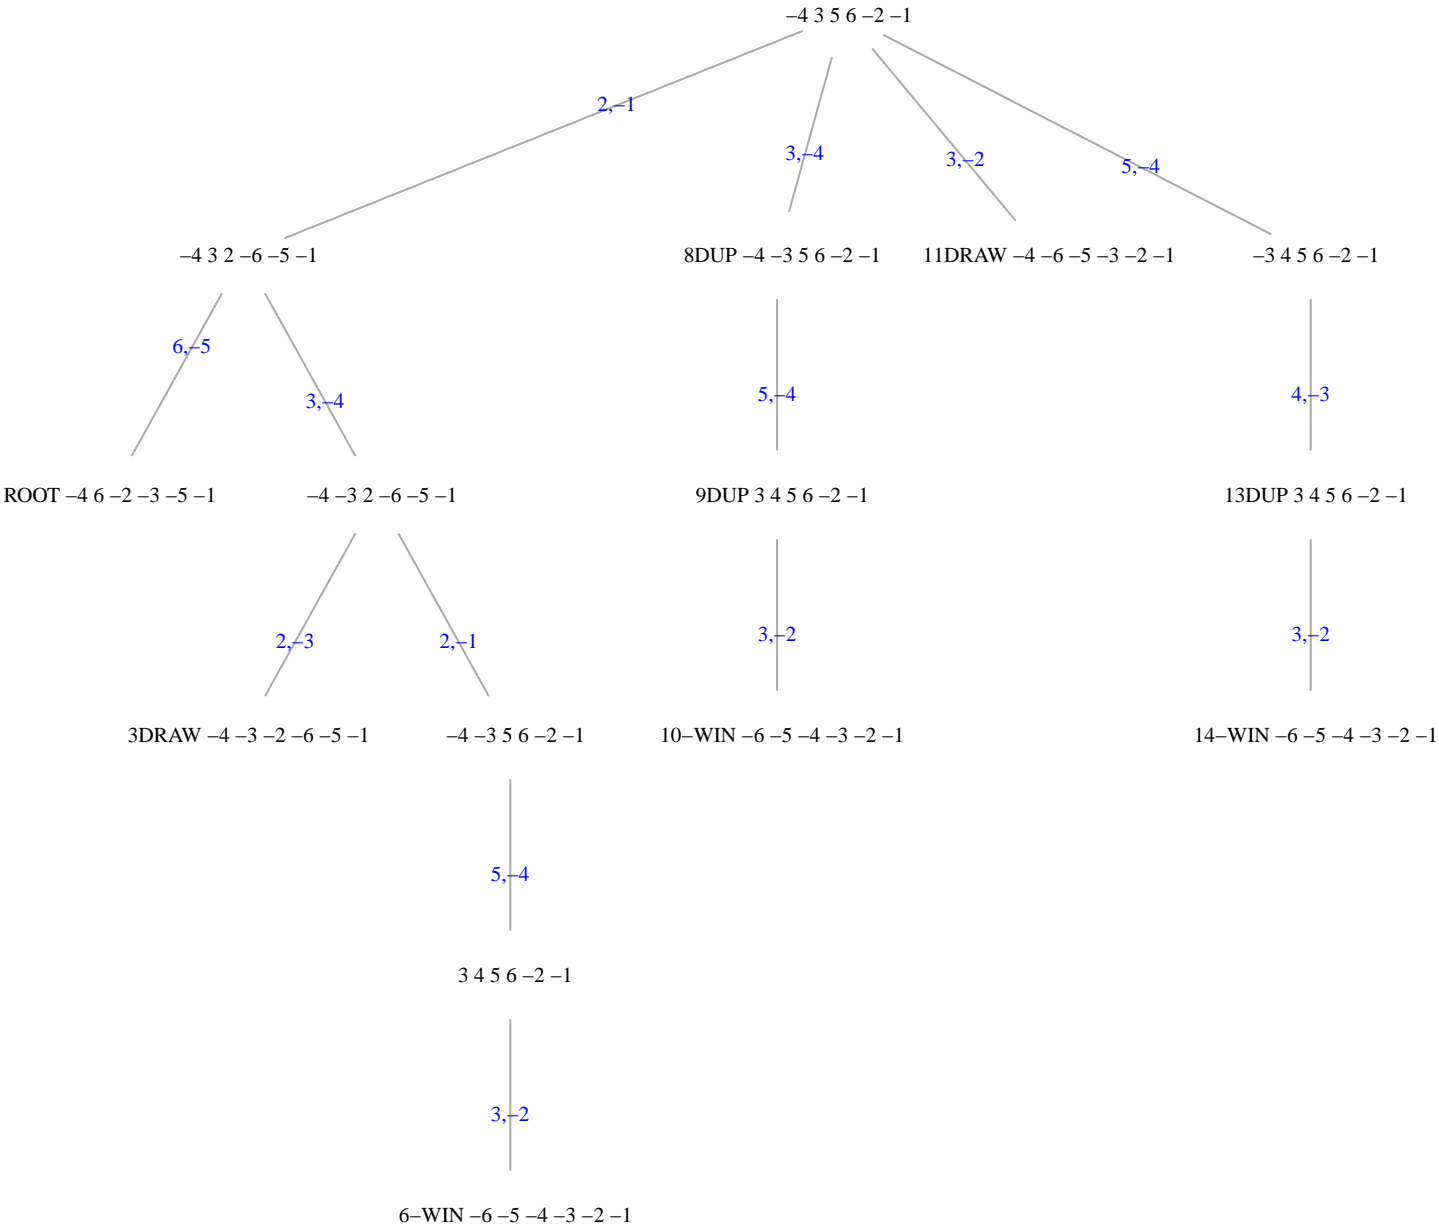 –4 3 5 6 –2 –1
2,–1
3,–4
3,–2
5,–4
–4 3 2 –6 –5 –1
8DUP –4 –3 5 6 –2 –1
11DRAW –4 –6 –5 –3 –2 –1
–3 4 5 6 –2 –1
6,–5
3,–4
5,–4
4,–3
ROOT –4 6 –2 –3 –5 –1
–4 –3 2 –6 –5 –1
9DUP 3 4 5 6 –2 –1
13DUP 3 4 5 6 –2 –1
2,–3
2,–1
3,–2
3,–2
3DRAW –4 –3 –2 –6 –5 –1
–4 –3 5 6 –2 –1
10–WIN –6 –5 –4 –3 –2 –1
14–WIN –6 –5 –4 –3 –2 –1
5,–4
3 4 5 6 –2 –1
3,–2
6–WIN –6 –5 –4 –3 –2 –1